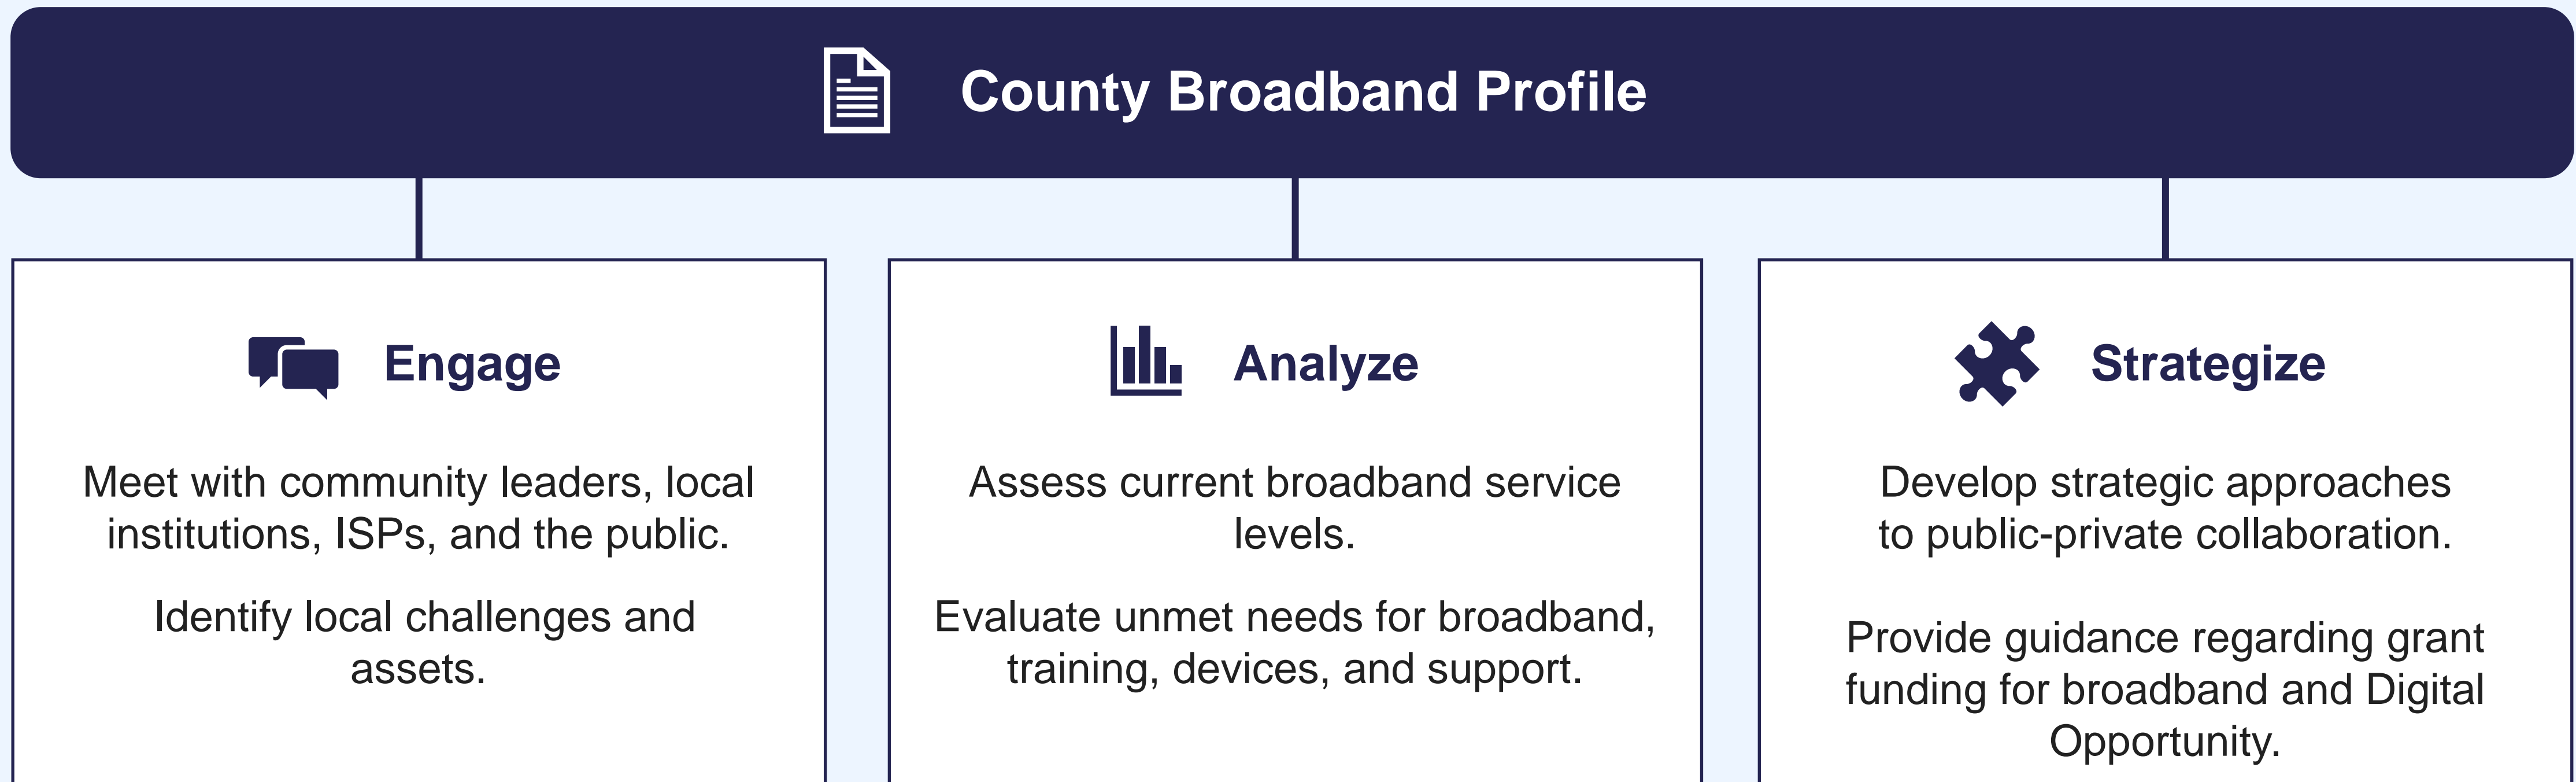 County Broadband Profile
Engage
Meet with community leaders, local
institutions, ISPs, and the public.
Identify local challenges and
assets.
Analyze
Assess current broadband service
levels.
Evaluate unmet needs for broadband,
training, devices, and support.
Strategize
Develop strategic approaches
to public-private collaboration.
Provide guidance regarding grant
funding for broadband and Digital
Opportunity.